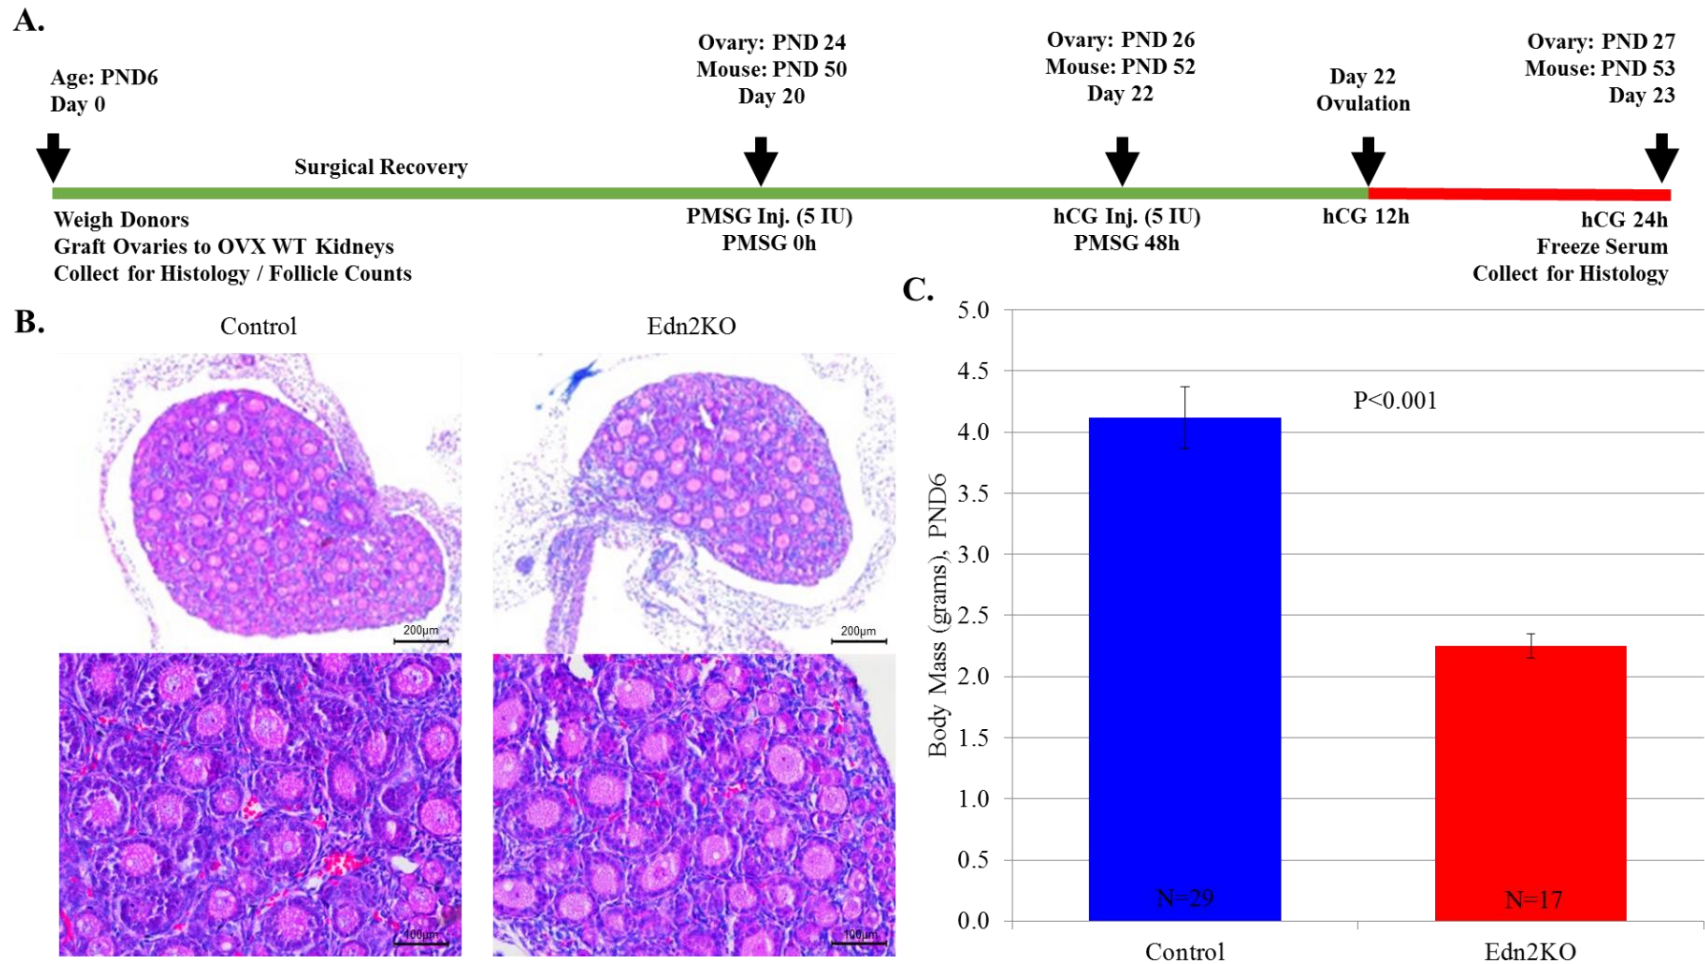 A.
Age: PND6
Day 0
Ovary: PND 24
Mouse: PND 50
Day 20
Ovary: PND 26
Mouse: PND 52
Day 22
Day 22
Ovulation
Ovary: PND 27
Mouse: PND 53
Day 23
Surgical Recovery
Weigh Donors
Graft Ovaries to OVX WT Kidneys
Collect for Histology / Follicle Counts
PMSG Inj. (5 IU)
PMSG 0h
hCG Inj. (5 IU)
PMSG 48h
hCG 12h
hCG 24h
Freeze Serum
Collect for Histology
B.
Control
Edn2KO
200µm
200µm
100µm
100µm
C.
Body Mass (grams), PND6
5.0
4.5
4.0
3.5
3.0
2.5
2.0
1.5
1.0
0.5
0.0
P<0.001
N=29
N=17
Control
Edn2KO